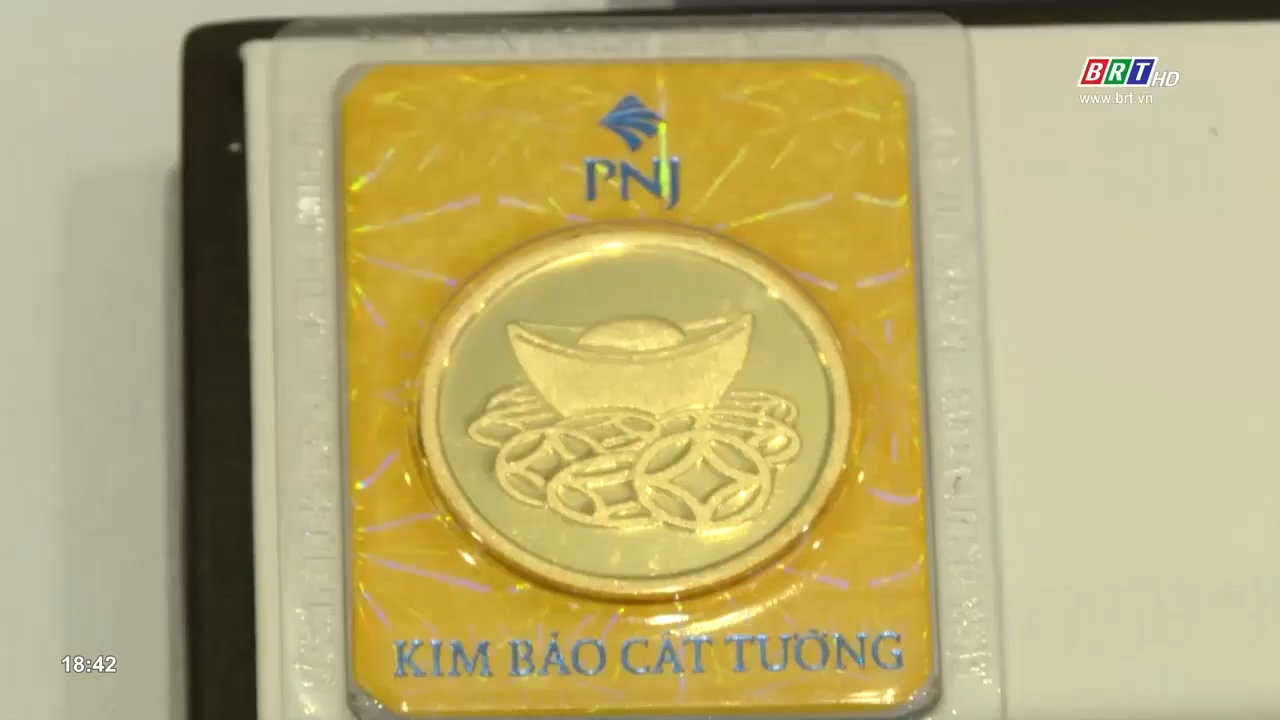 BRT HD
www.brt.vn
PNJ
KIM BẢO CÁT TƯỜNG
18:42